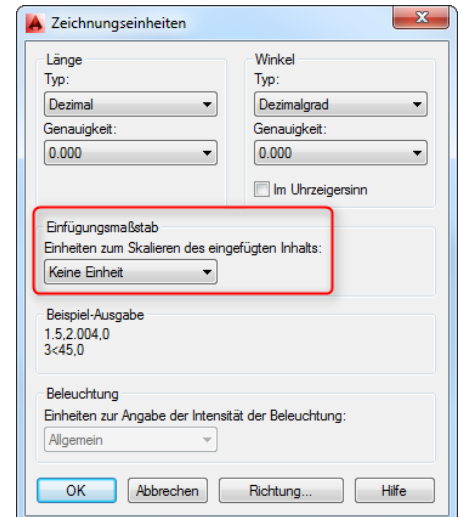 Zeichnungseinheiten
Länge
Typ:
Dezimal
Genauigkeit:
0.000
Winkel
Typ:
Dezimalgrad
Genauigkeit:
0.000
Im Uhrzeigersinn
Einfügungsmaßstab
Einheiten zum Skalieren des eingefügten Inhalts:
Keine Einheit
Beispiel-Ausgabe
1.5,2.004,0
3<45,0
Beleuchtung
Einheiten zur Angabe der Intensität der Beleuchtung:
Allgemein
OK Abbrechen Richtung... Hilfe